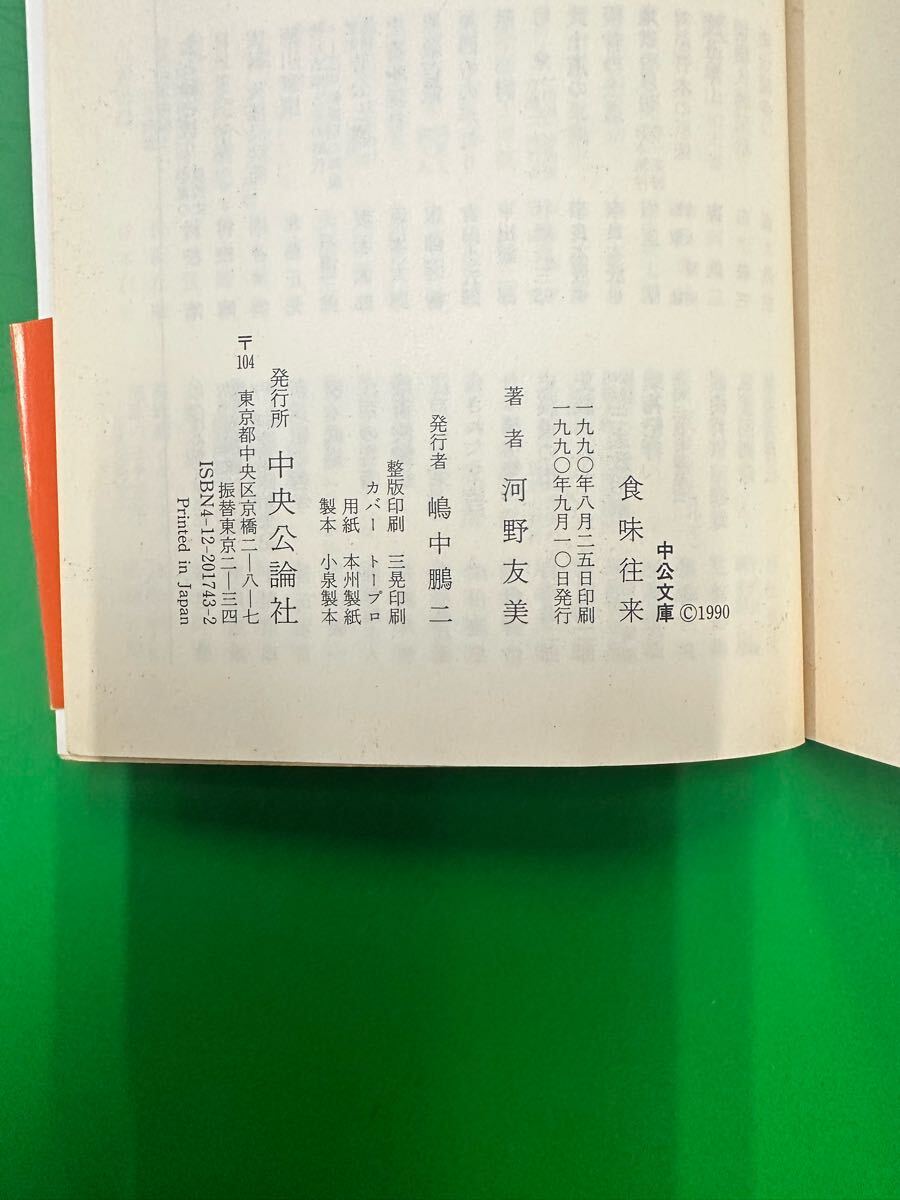 中公文庫
©1990
食味往来
一九九〇年八月二五日印刷
一九九〇年九月一〇日発行
著者 河野友美
発行者 嶋中鵬二
整版印刷 三晃印刷
カバー トープロ
用紙 本州製紙
製本 小泉製本
発行所 中央公論社
〒104 東京都中央区京橋二―八―七
振替東京二―三四
ISBN4-12-201743-2
Printed in Japan